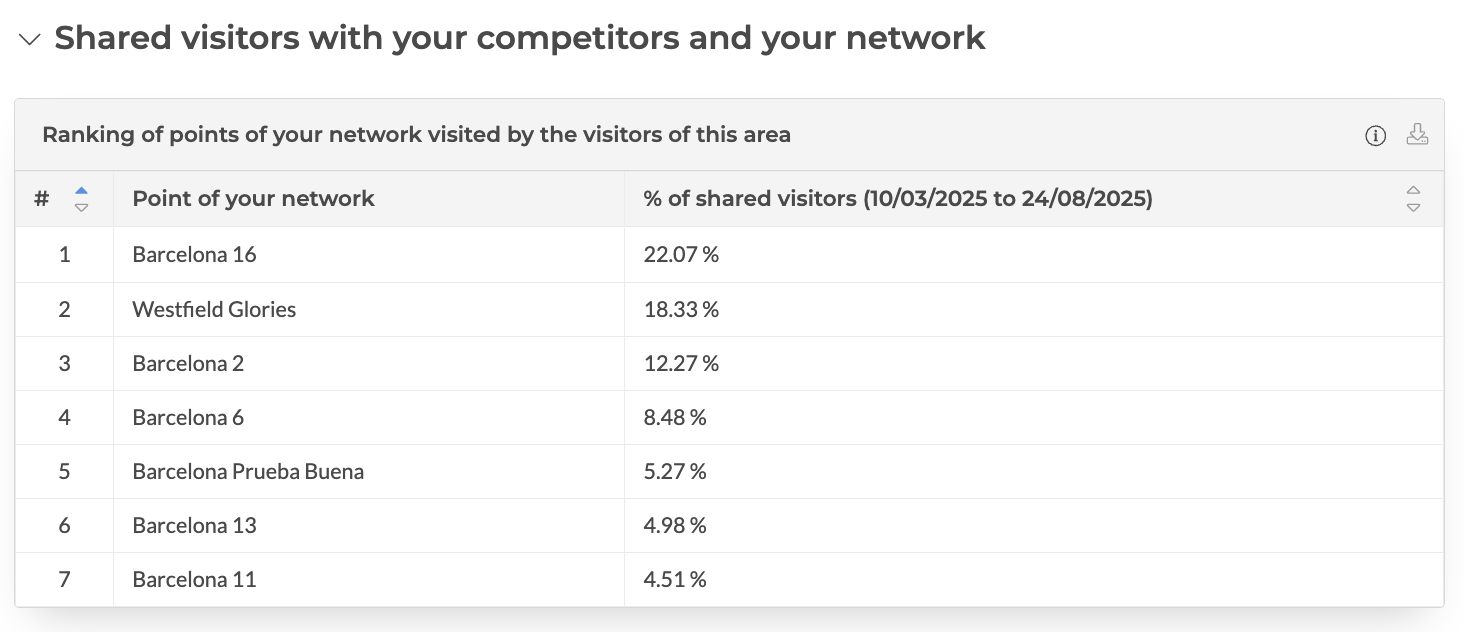 Shared visitors with your competitors and your network
Ranking of points of your network visited by the visitors of this area
# Point of your network % of shared visitors (10/03/2025 to 24/08/2025)
1 Barcelona 16 22.07 %
2 Westfield Glories 18.33 %
3 Barcelona 2 12.27 %
4 Barcelona 6 8.48 %
5 Barcelona Prueba Buena 5.27 %
6 Barcelona 13 4.98 %
7 Barcelona 11 4.51 %